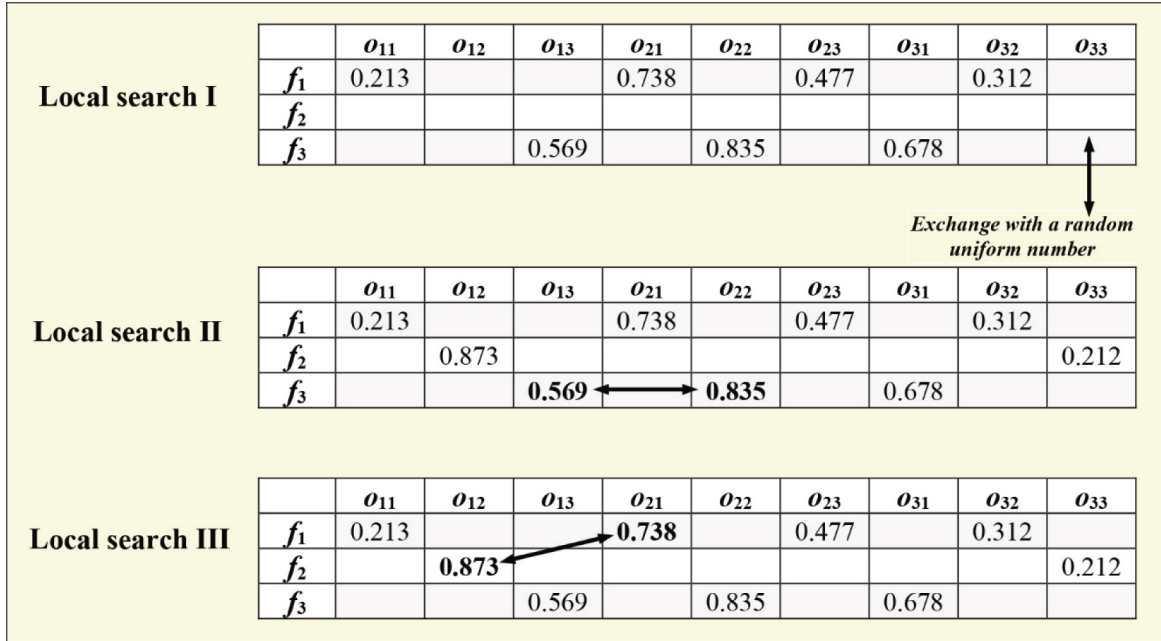 o11 o12 o13 o21 o22 o23 o31 o32 o33
Local search I
f1 0.213 0.738 0.477 0.312
f2
f3 0.569 0.835 0.678
Exchange with a random
uniform number
o11 o12 o13 o21 o22 o23 o31 o32 o33
Local search II
f1 0.213 0.738 0.477 0.312
f2 0.873 0.212
f3 0.569 0.835 0.678
o11 o12 o13 o21 o22 o23 o31 o32 o33
Local search III
f1 0.213 0.738 0.477 0.312
f2 0.873 0.212
f3 0.569 0.835 0.678